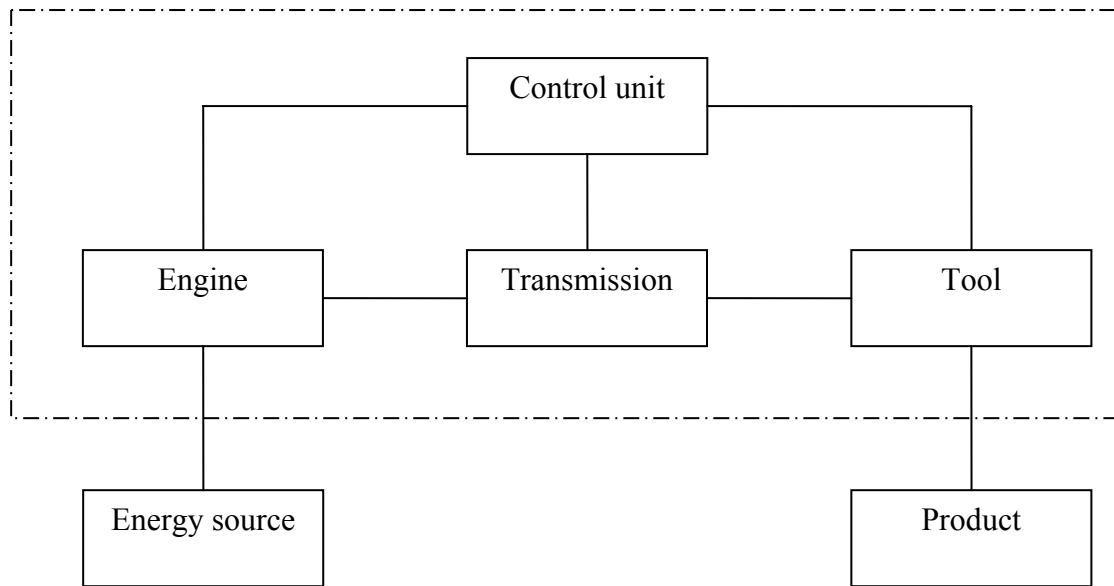 Control unit
Engine
Transmission
Tool
Energy source
Product